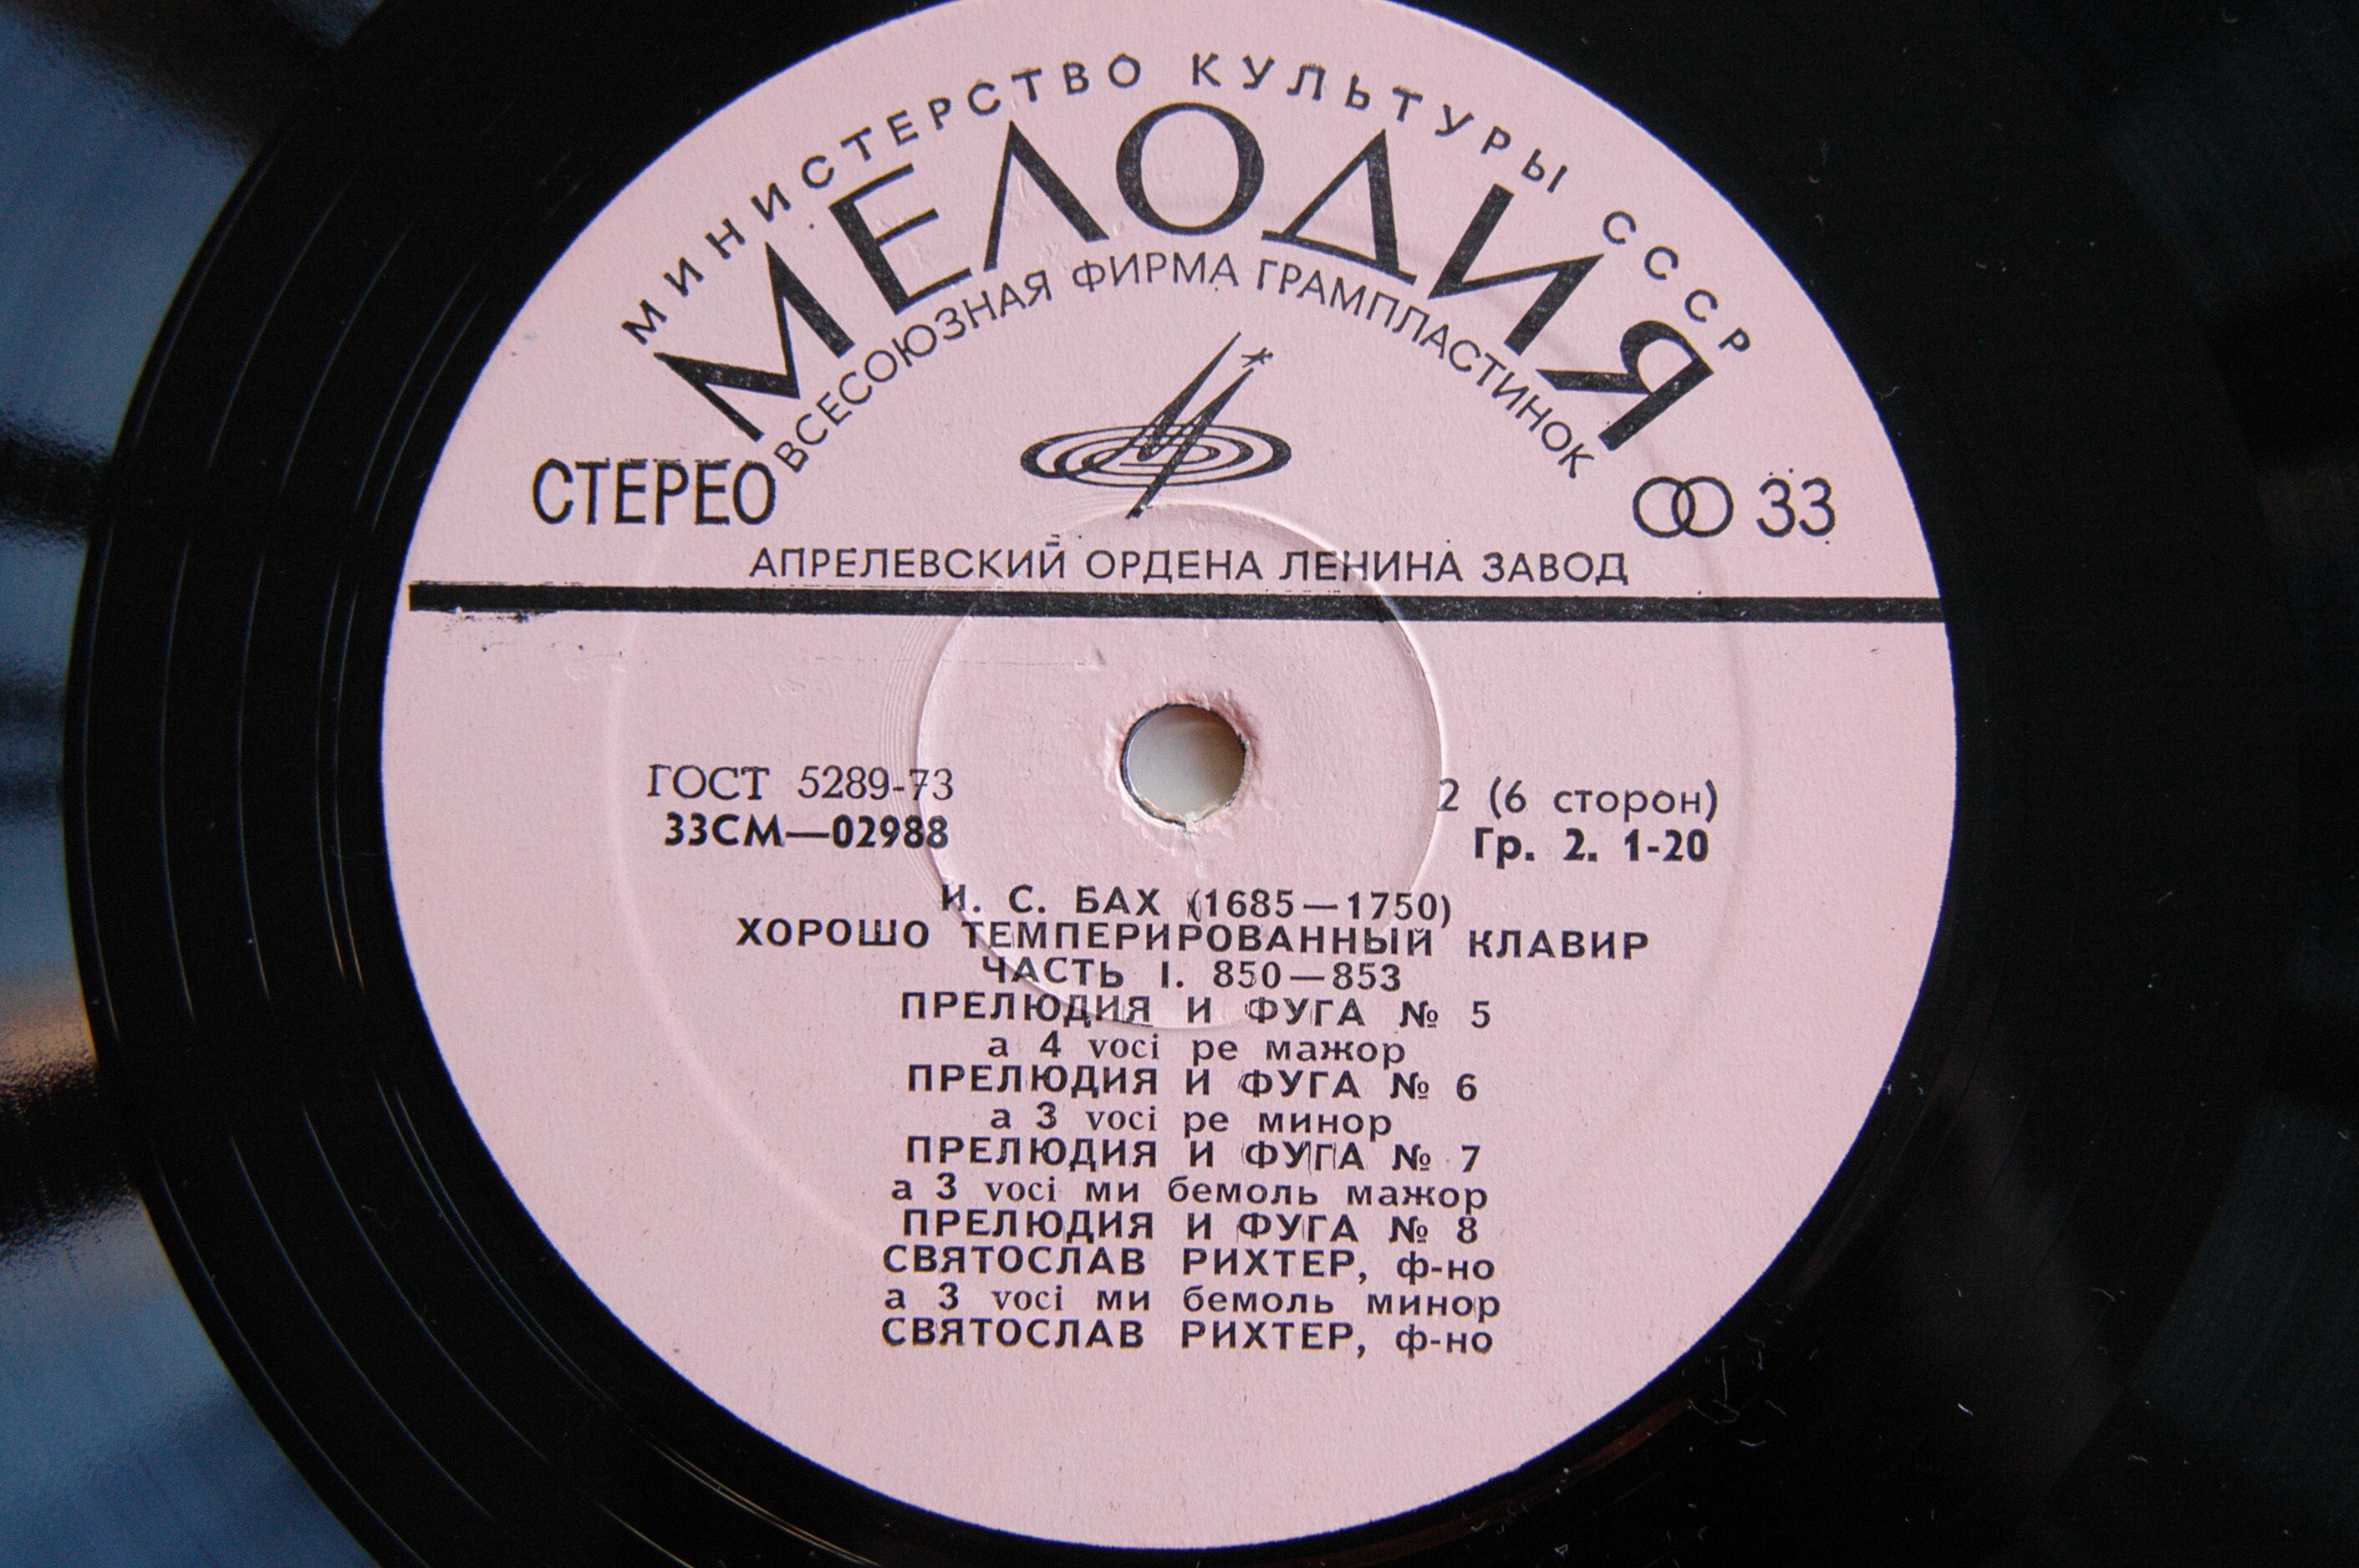 МИНИСТЕРСТВО КУЛЬТУРЫ СССР
МЕЛОДИЯ
ВСЕСОЮЗНАЯ ФИРМА ГРАМПЛАСТИНОК
СТЕРЕО
33
АПРЕЛЕВСКИЙ ОРДЕНА ЛЕНИНА ЗАВОД
ГОСТ 5289-73
33СМ—02988
2 (6 сторон)
Гр. 2. 1-20
И. С. БАХ (1685—1750)
ХОРОШО ТЕМПЕРИРОВАННЫЙ КЛАВИР
ЧАСТЬ I. 850—853
ПРЕЛЮДИЯ И ФУГА № 5
a 4 voci ре мажор
ПРЕЛЮДИЯ И ФУГА № 6
a 3 voci ре минор
ПРЕЛЮДИЯ И ФУГА № 7
a 3 voci ми бемоль мажор
ПРЕЛЮДИЯ И ФУГА № 8
СВЯТОСЛАВ РИХТЕР, ф-но
a 3 voci ми бемоль минор
СВЯТОСЛАВ РИХТЕР, ф-но